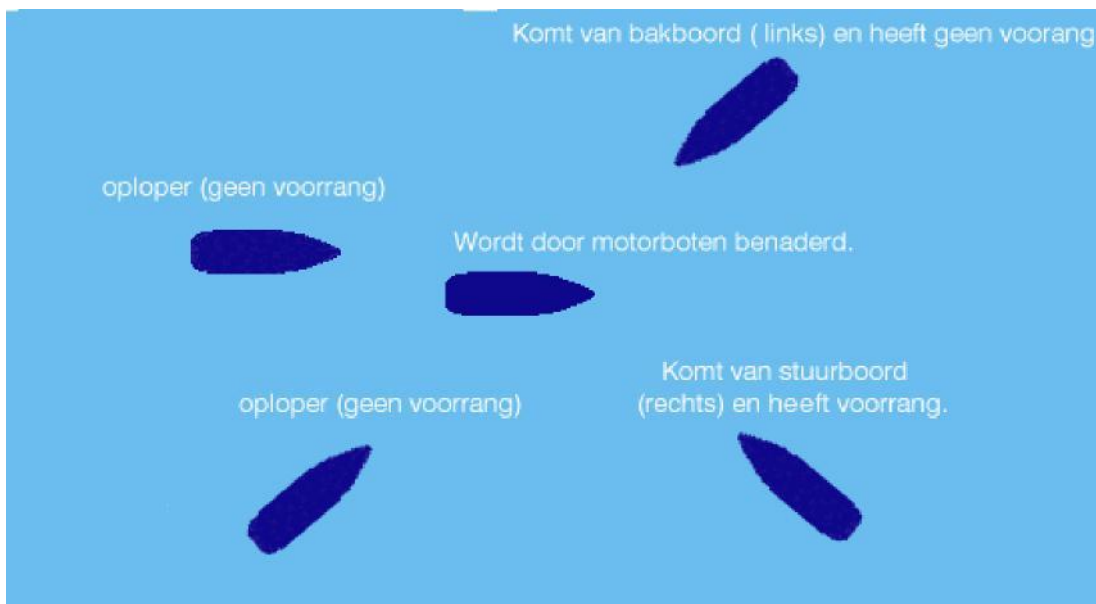 Komt van bakboord ( links) en heeft geen voorang
oploper (geen voorrang)
Wordt door motorboten benaderd.
Komt van stuurboord
(rechts) en heeft voorrang.
oploper (geen voorrang)